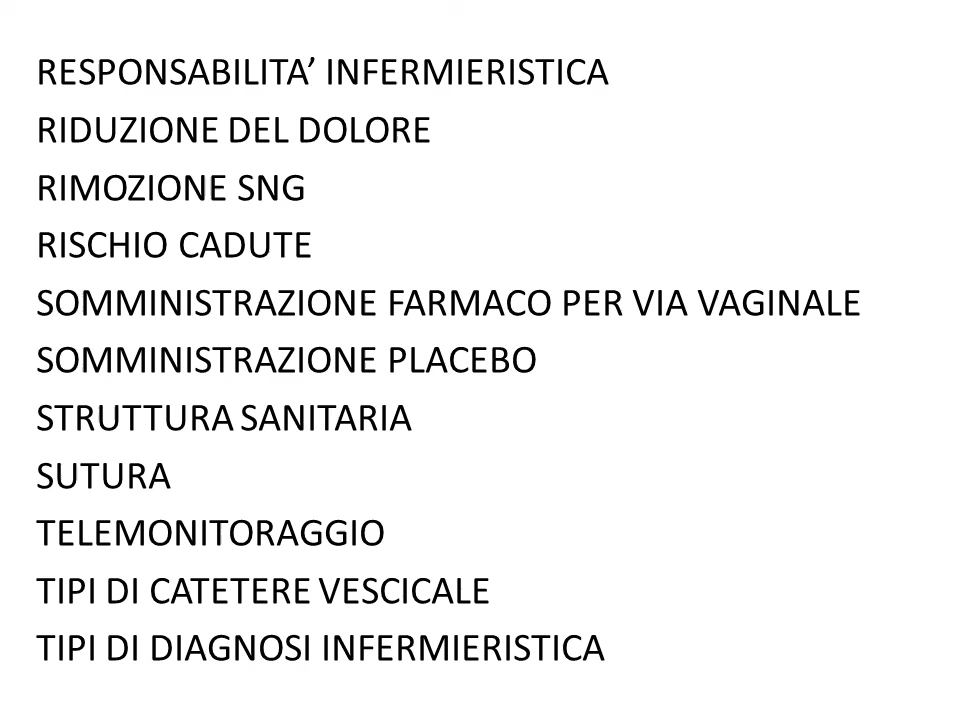 RESPONSABILITA’ INFERMIERISTICA
RIDUZIONE DEL DOLORE
RIMOZIONE SNG
RISCHIO CADUTE
SOMMINISTRAZIONE FARMACO PER VIA VAGINALE
SOMMINISTRAZIONE PLACEBO
STRUTTURA SANITARIA
SUTURA
TELEMONITORAGGIO
TIPI DI CATETERE VESCICALE
TIPI DI DIAGNOSI INFERMIERISTICA